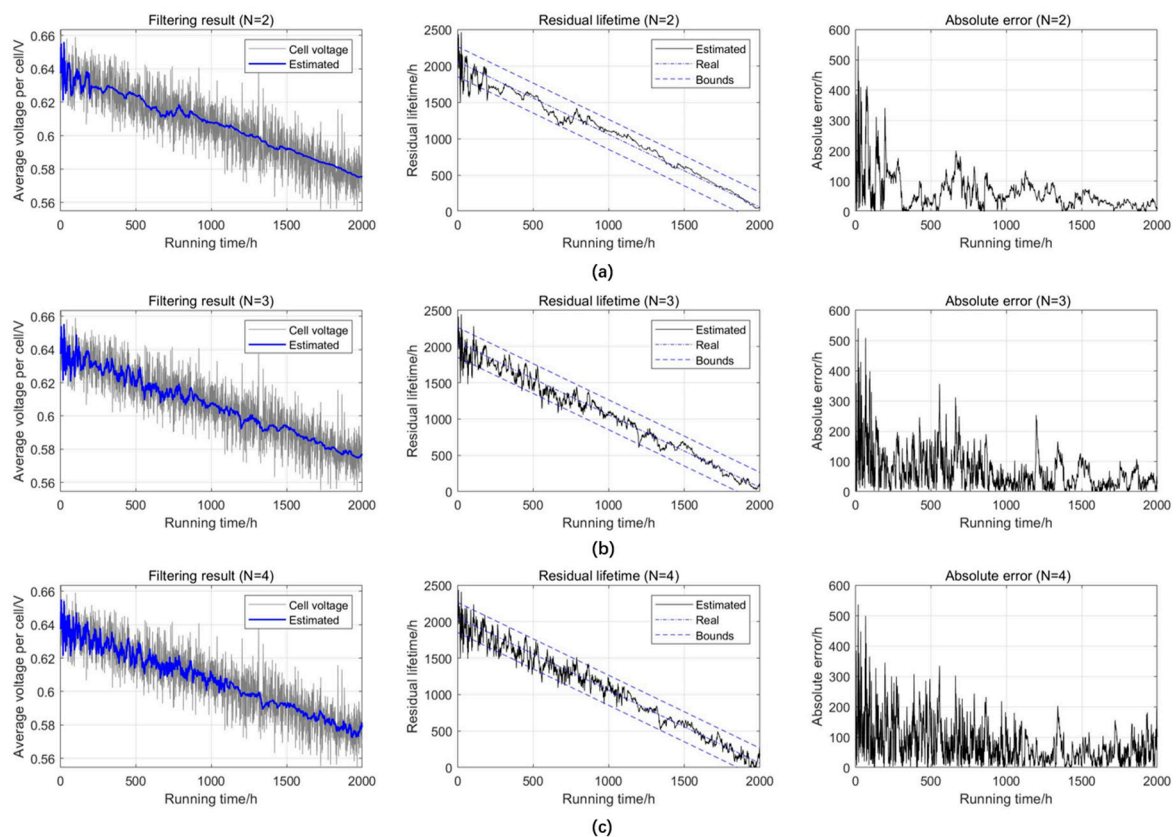 Filtering result (N=2)
Average voltage per cell/V
0.66
0.64
0.62
0.6
0.58
0.56
0
500
1000
1500
2000
Running time/h
Cell voltage
Estimated
Residual lifetime (N=2)
Residual lifetime/h
2500
2000
1500
1000
500
0
0
500
1000
1500
2000
Running time/h
Estimated
Real
Bounds
Absolute error (N=2)
Absolute error/h
600
500
400
300
200
100
0
0
500
1000
1500
2000
Running time/h
(a)
Filtering result (N=3)
Average voltage per cell/V
0.66
0.64
0.62
0.6
0.58
0.56
0
500
1000
1500
2000
Running time/h
Cell voltage
Estimated
Residual lifetime (N=3)
Residual lifetime/h
2500
2000
1500
1000
500
0
0
500
1000
1500
2000
Running time/h
Estimated
Real
Bounds
Absolute error (N=3)
Absolute error/h
600
500
400
300
200
100
0
0
500
1000
1500
2000
Running time/h
(b)
Filtering result (N=4)
Average voltage per cell/V
0.66
0.64
0.62
0.6
0.58
0.56
0
500
1000
1500
2000
Running time/h
Cell voltage
Estimated
Residual lifetime (N=4)
Residual lifetime/h
2500
2000
1500
1000
500
0
0
500
1000
1500
2000
Running time/h
Estimated
Real
Bounds
Absolute error (N=4)
Absolute error/h
600
500
400
300
200
100
0
0
500
1000
1500
2000
Running time/h
(c)